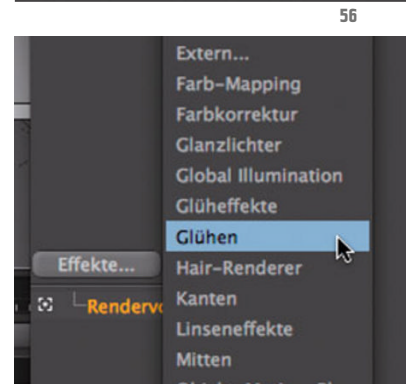 56
Extern...
Farb-Mapping
Farbkorrektur
Glanzlichter
Global Illumination
Glüheffekte
Glühen
Effekte...
Hair-Renderer
Kanten
Linseneffekte
Mitten